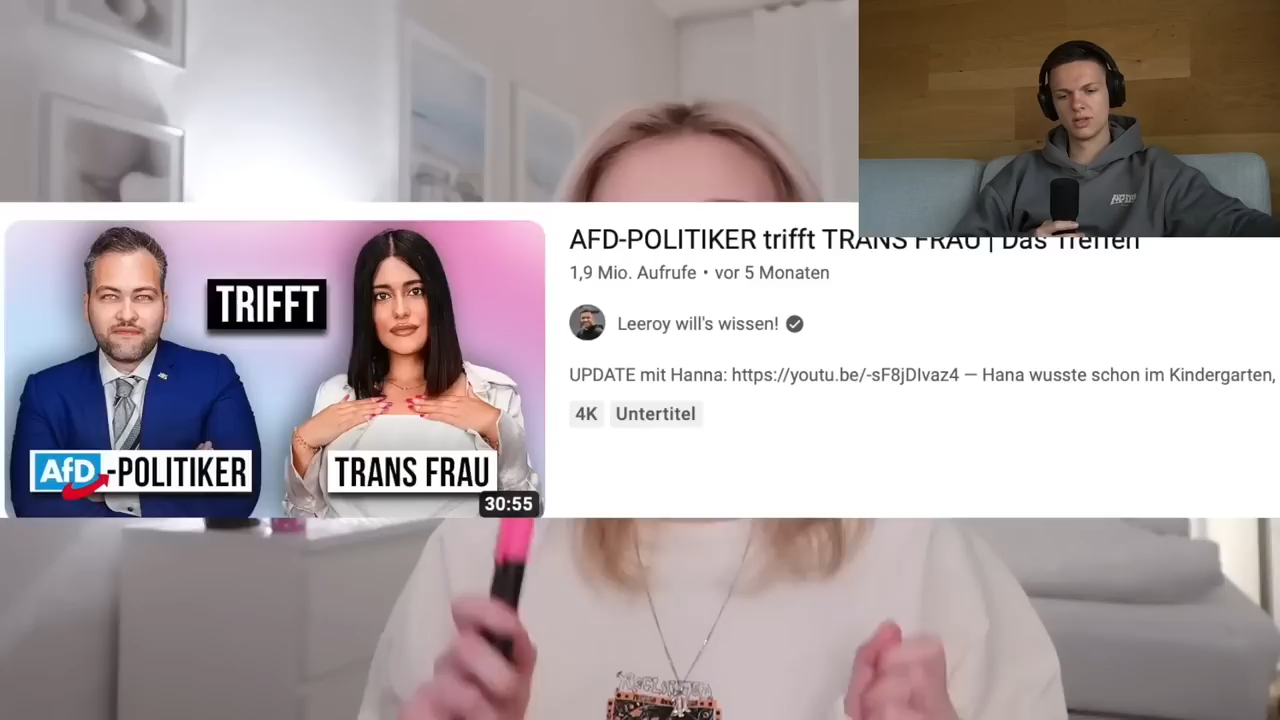 AFD-POLITIKER trifft TRANS FRAU | Das Treffen
1,9 Mio. Aufrufe • vor 5 Monaten
Leeroy will's wissen!
UPDATE mit Hanna: https://youtu.be/-sF8jDlvaz4 — Hana wusste schon im Kindergarten,
4K Untertitel
TRIFFT
AfD-POLITIKER
TRANS FRAU
30:55